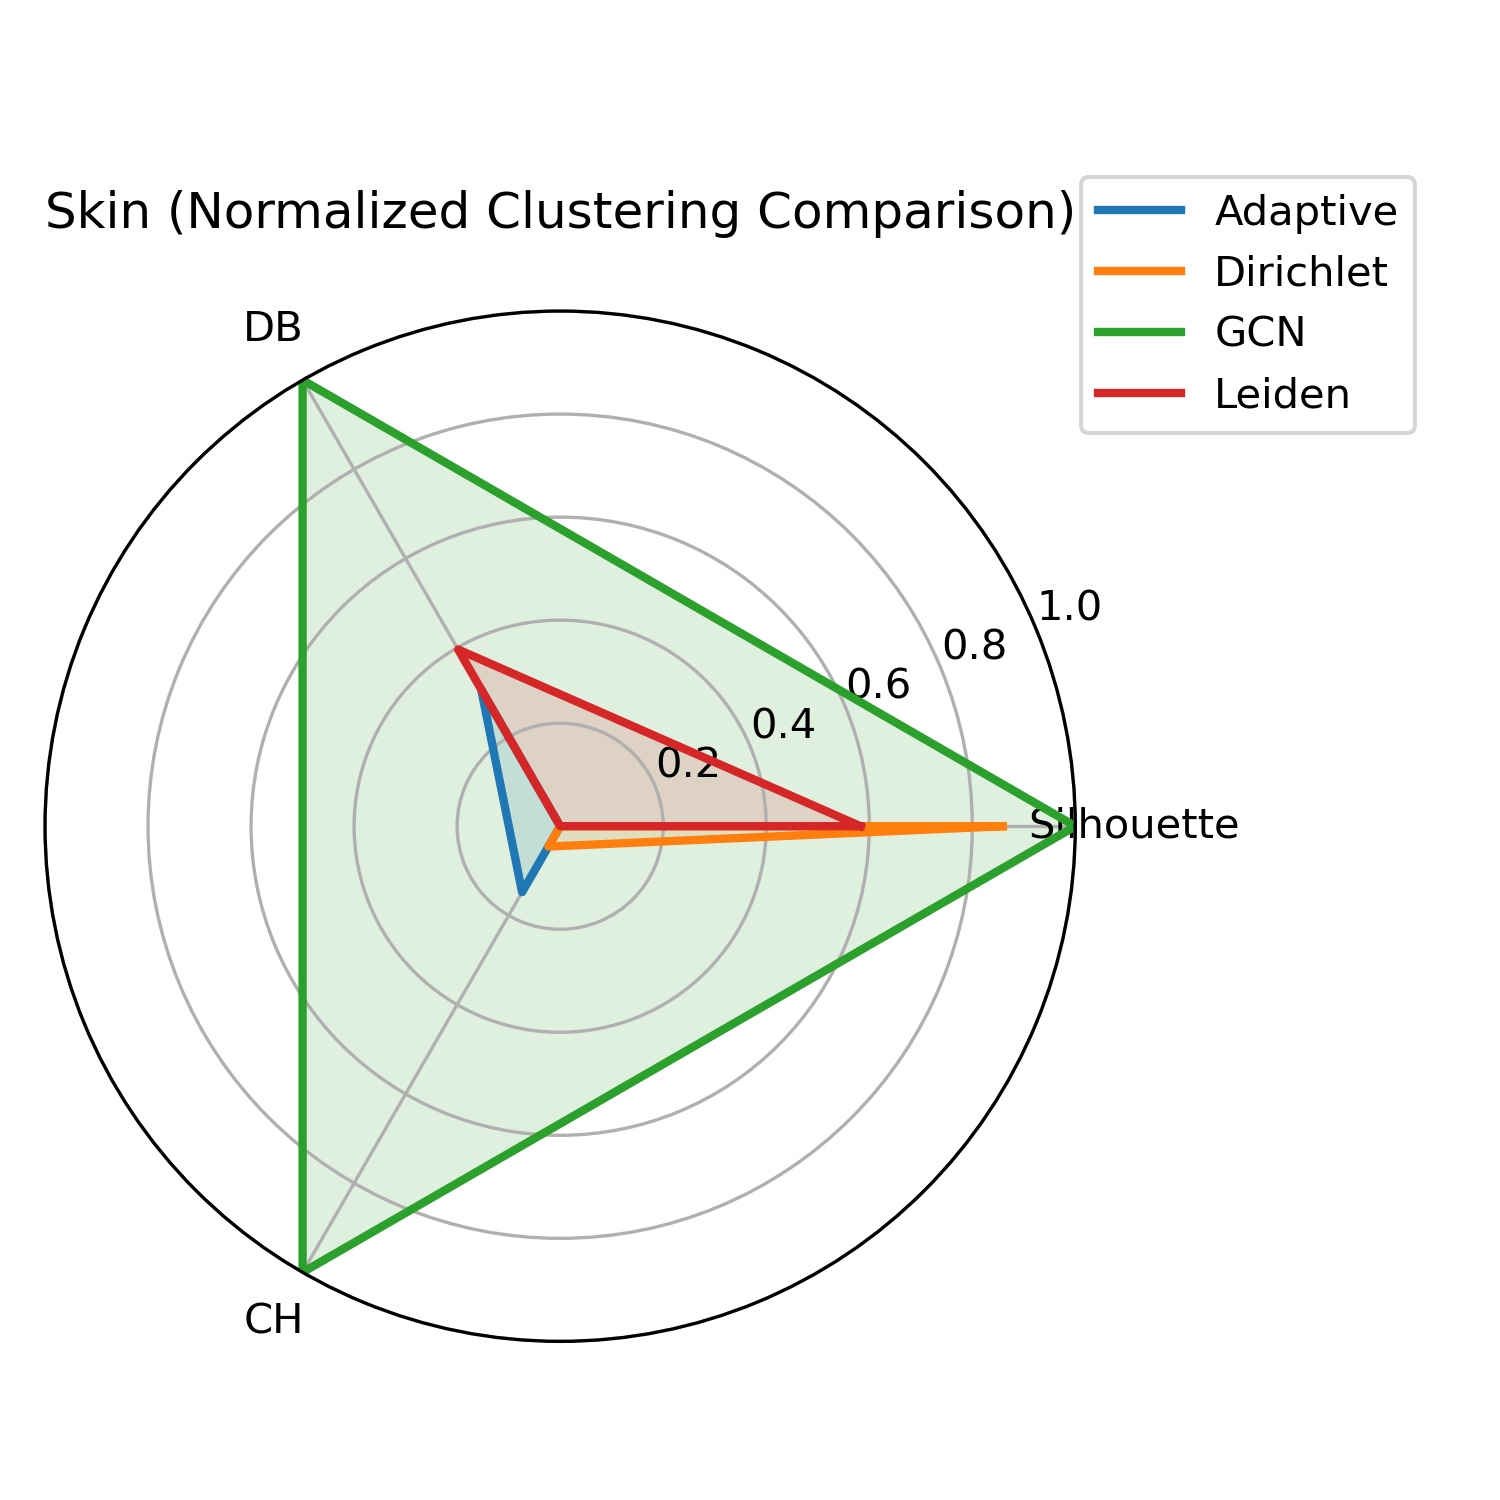 Skin (Normalized Clustering Comparison)
Adaptive
Dirichlet
GCN
Leiden
DB
1.0
0.8
0.6
0.4
0.2
Silhouette
CH